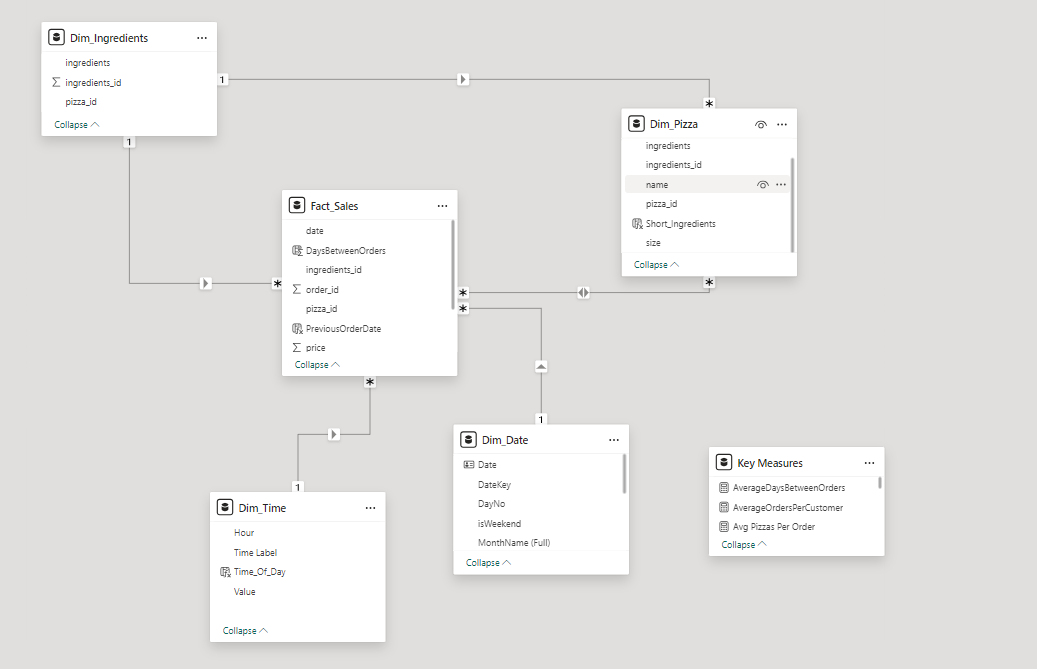 Dim_Ingredients
ingredients
ingredients_id
pizza_id
Collapse
1
1
*
Dim_Pizza
ingredients
ingredients_id
name
pizza_id
Short_Ingredients
size
Collapse
*
Fact_Sales
date
DaysBetweenOrders
ingredients_id
order_id
pizza_id
PreviousOrderDate
price
Collapse
*
*
*
*
1
Dim_Date
Date
DateKey
DayNo
isWeekend
MonthName (Full)
Collapse
Key Measures
AverageDaysBetweenOrders
AverageOrdersPerCustomer
Avg Pizzas Per Order
Collapse
1
Dim_Time
Hour
Time Label
Time_Of_Day
Value
Collapse